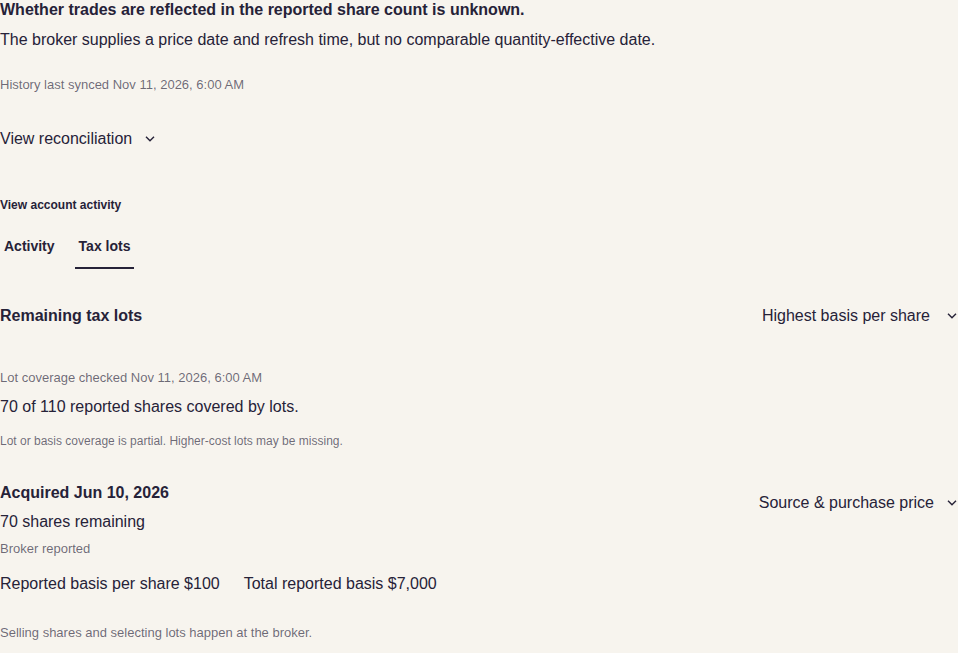 Whether trades are reflected in the reported share count is unknown.
The broker supplies a price date and refresh time, but no comparable quantity-effective date.
History last synced Nov 11, 2026, 6:00 AM
View reconciliation
View account activity
Activity Tax lots
Remaining tax lots Highest basis per share
Lot coverage checked Nov 11, 2026, 6:00 AM
70 of 110 reported shares covered by lots.
Lot or basis coverage is partial. Higher-cost lots may be missing.
Acquired Jun 10, 2026
Source & purchase price
70 shares remaining
Broker reported
Reported basis per share $100 Total reported basis $7,000
Selling shares and selecting lots happen at the broker.